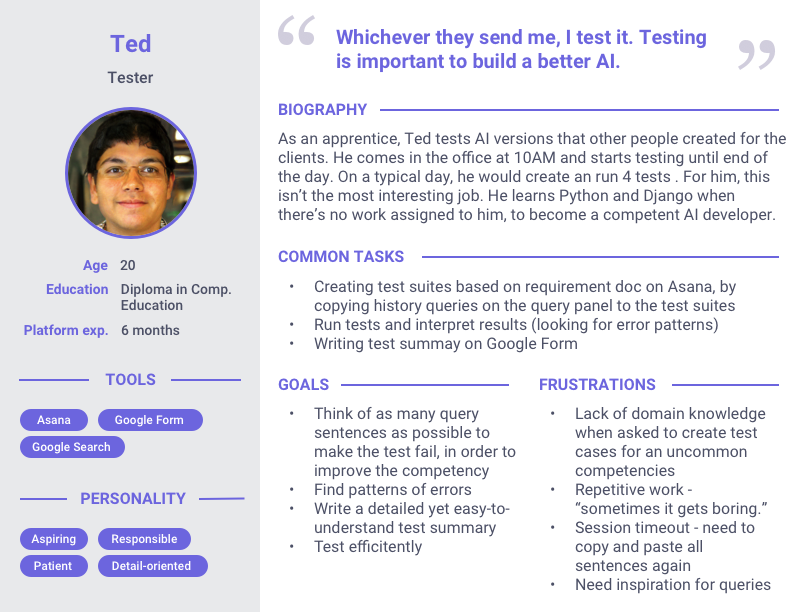 Ted
Tester
Age 20
Education Diploma in Comp.
Education
Platform exp. 6 months
TOOLS
Asana Google Form
Google Search
PERSONALITY
Aspiring Responsible
Patient Detail-oriented
“ Whichever they send me, I test it. Testing
is important to build a better AI. ”
BIOGRAPHY
As an apprentice, Ted tests AI versions that other people created for the
clients. He comes in the office at 10AM and starts testing until end of
the day. On a typical day, he would create an run 4 tests . For him, this
isn’t the most interesting job. He learns Python and Django when
there’s no work assigned to him, to become a competent AI developer.
COMMON TASKS
• Creating test suites based on requirement doc on Asana, by
copying history queries on the query panel to the test suites
• Run tests and interpret results (looking for error patterns)
• Writing test summay on Google Form
GOALS
• Think of as many query
sentences as possible to
make the test fail, in order to
improve the competency
• Find patterns of errors
• Write a detailed yet easy-to-
understand test summary
• Test efficitently
FRUSTRATIONS
• Lack of domain knowledge
when asked to create test
cases for an uncommon
competencies
• Repetitive work -
“sometimes it gets boring.”
• Session timeout - need to
copy and paste all
sentences again
• Need inspiration for queries